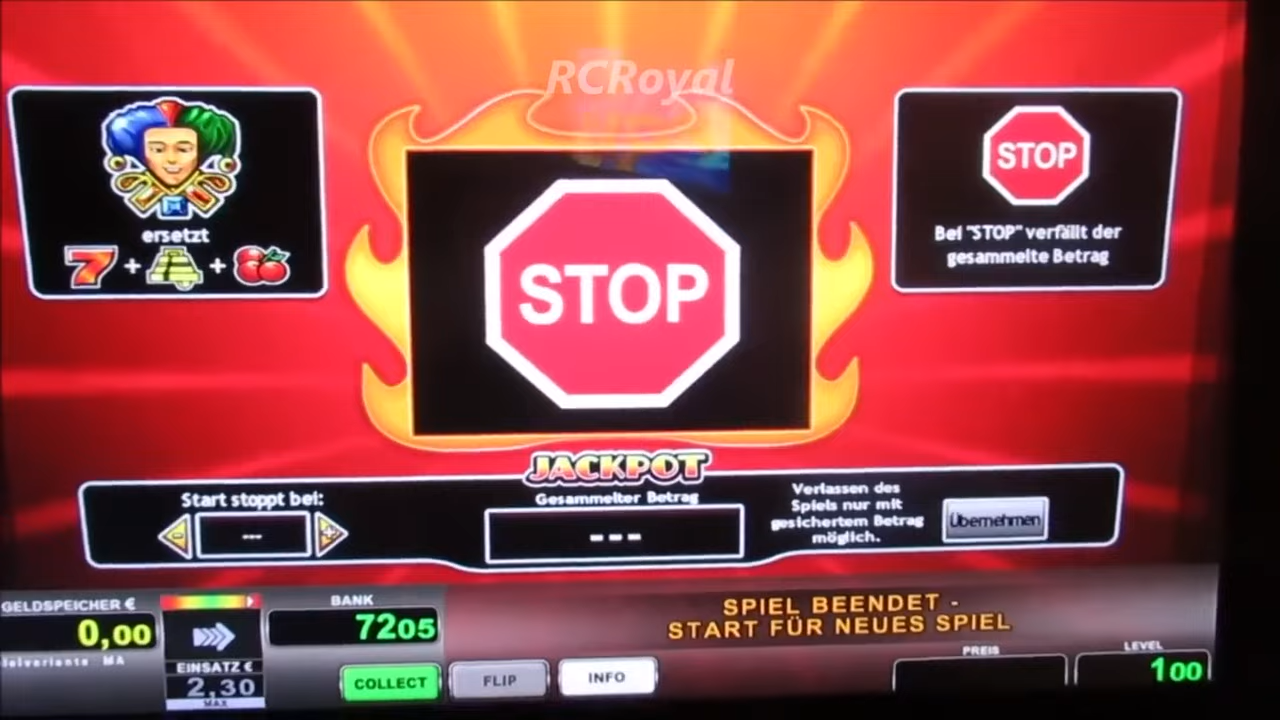 RCRoyal
ersetzt
7 + + 
STOP
STOP
Bei "STOP" verfällt der
gesammelte Betrag
JACKPOT
Start stoppt bei:
---
Gesammelter Betrag
---
Verlassen des
Spiels nur mit
gesichertem Betrag
möglich.
Übernehmen
GELDSPEICHER €
0,00
BANK
7205
EINSATZ €
2,30
MAX
SPIEL BEENDET -
START FÜR NEUES SPIEL
COLLECT
FLIP
INFO
PREIS
LEVEL
100